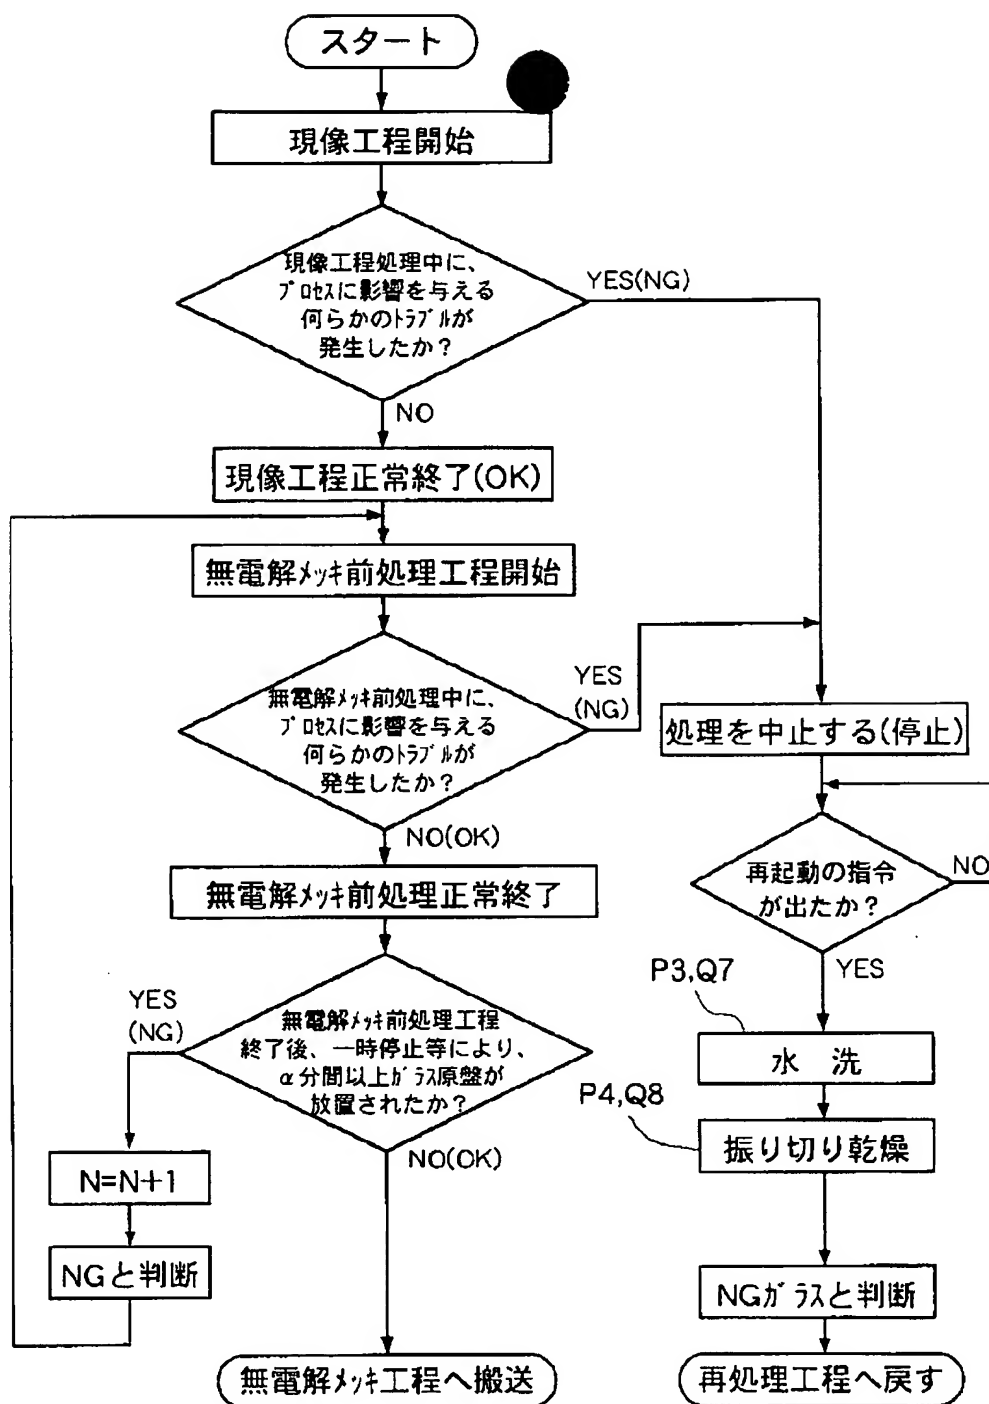 スタート
現像工程開始
現像工程処理中に、
プロセスに影響を与える
何らかのトラブルが
発生したか？
YES(NG)
NO
現像工程正常終了(OK)
無電解メッキ前処理工程開始
無電解メッキ前処理中に、
プロセスに影響を与える
何らかのトラブルが
発生したか？
YES
(NG)
NO(OK)
処理を中止する(停止)
無電解メッキ前処理正常終了
再起動の指令
が出たか？
NO
YES
無電解メッキ前処理工程
終了後、一時停止等により、
α分間以上ガラス原盤が
放置されたか？
YES
(NG)
NO(OK)
P3,Q7
水　洗
P4,Q8
振り切り乾燥
N=N+1
NGと判断
NGガラスと判断
無電解メッキ工程へ搬送
再処理工程へ戻す